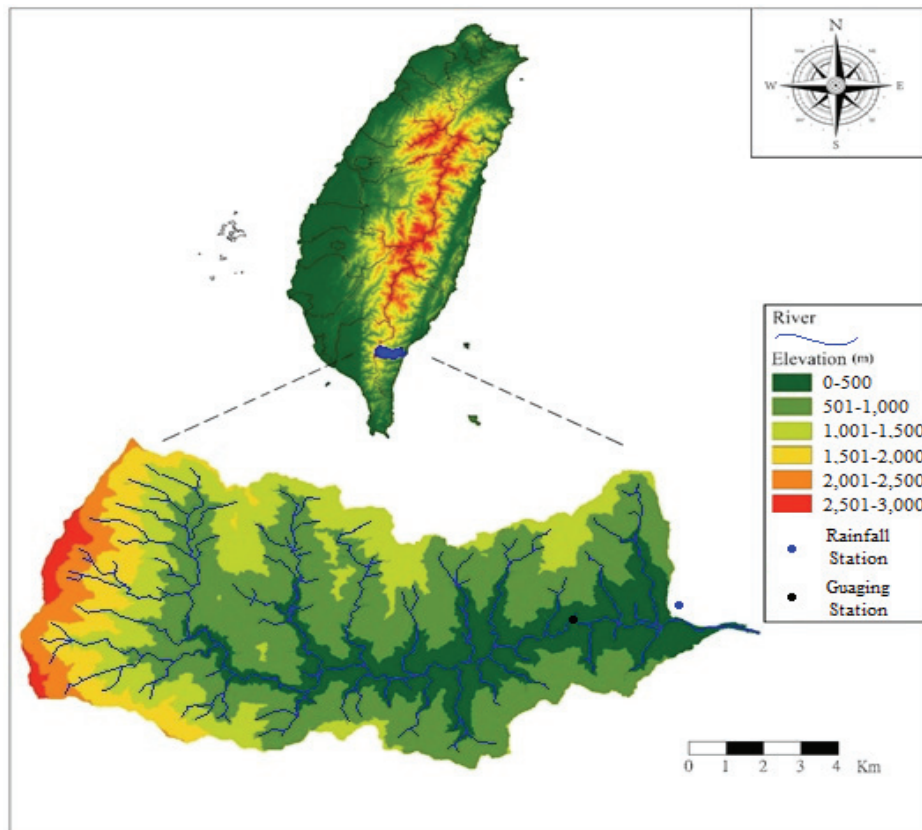 N
W
E
S
River
Elevation (m)
0-500
501-1,000
1,001-1,500
1,501-2,000
2,001-2,500
2,501-3,000
Rainfall
Station
Guaging
Station
0 1 2 3 4 Km